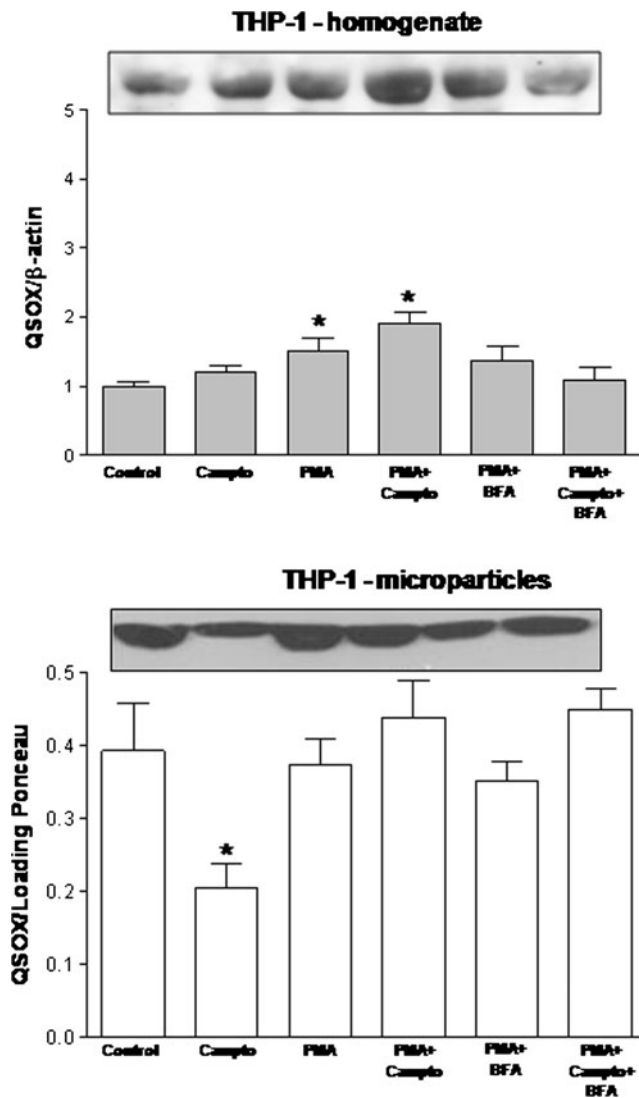 THP-1 - homogenate
5
4
3
2
1
0
QSOX/β-actin
*
*
Control
Campto
PMA
PMA+
Campto
PMA+
BFA
PMA+
Campto+
BFA
THP-1 - microparticles
0.5
0.4
0.3
0.2
0.1
0.0
QSOX/Loading Ponceau
*
Control
Campto
PMA
PMA+
Campto
PMA+
BFA
PMA+
Campto+
BFA